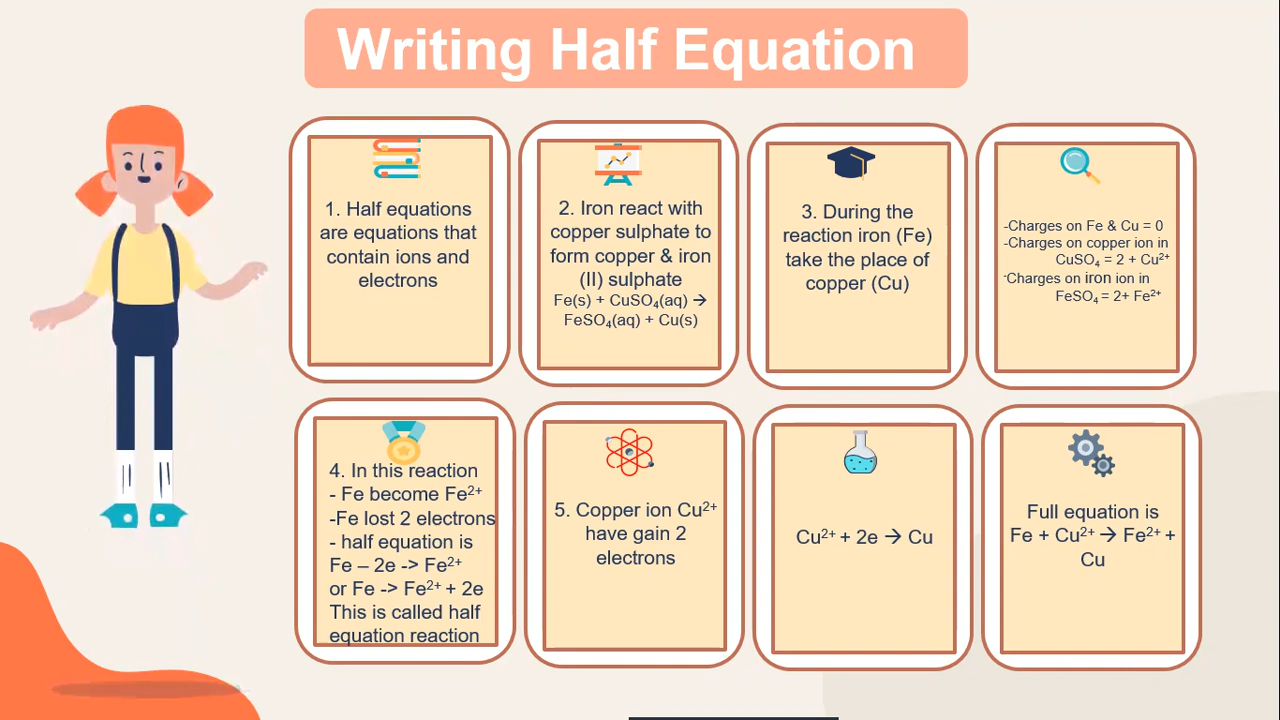 Writing Half Equation
1. Half equations
are equations that
contain ions and
electrons
2. Iron react with
copper sulphate to
form copper & iron
(II) sulphate
Fe(s) + CuSO₄(aq) →
FeSO₄(aq) + Cu(s)
3. During the
reaction iron (Fe)
take the place of
copper (Cu)
-Charges on Fe & Cu = 0
-Charges on copper ion in
CuSO₄ = 2 + Cu²⁺
-Charges on iron ion in
FeSO₄ = 2+ Fe²⁺
4. In this reaction
- Fe become Fe²⁺
-Fe lost 2 electrons
- half equation is
Fe – 2e -> Fe²⁺
or Fe -> Fe²⁺ + 2e
This is called half
equation reaction
5. Copper ion Cu²⁺
have gain 2
electrons
Cu²⁺ + 2e → Cu
Full equation is
Fe + Cu²⁺ → Fe²⁺ +
Cu